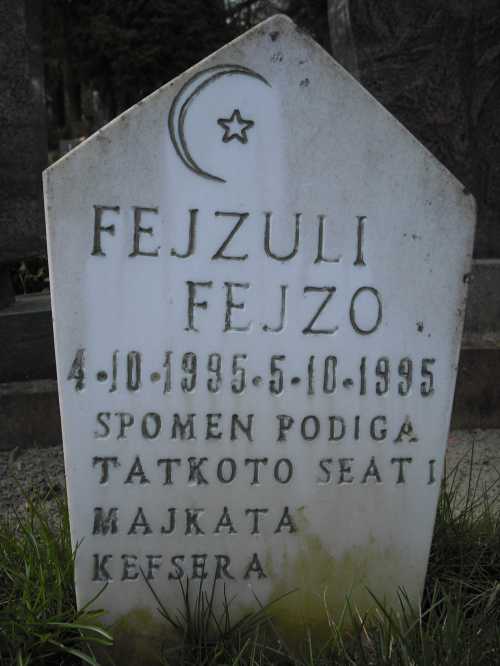 FEJZULI
FEJZO
4·10·1995·5·10·1995
SPOMEN PODIGA
TATKOTO SEAT I
MAJKATA
KEFSERA